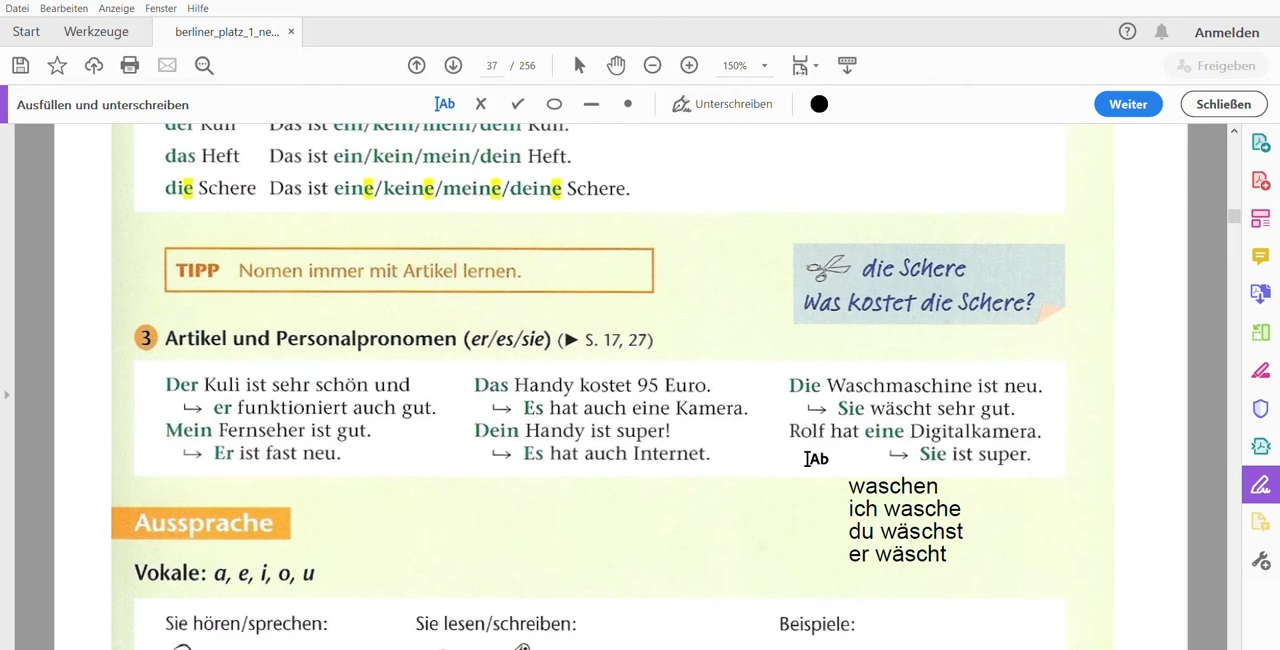 Datei Bearbeiten Anzeige Fenster Hilfe
Start Werkzeuge berliner_platz_1_ne... × Anmelden
37 / 256 150% Freigeben
Ausfüllen und unterschreiben Ab Unterschreiben Weiter Schließen
der Kuli Das ist ein/kein/mein/dein Kuli.
das Heft Das ist ein/kein/mein/dein Heft.
die Schere Das ist eine/keine/meine/deine Schere.
TIPP Nomen immer mit Artikel lernen.
die Schere
Was kostet die Schere?
3 Artikel und Personalpronomen (er/es/sie) (▶ S. 17, 27)
Der Kuli ist sehr schön und
↪ er funktioniert auch gut.
Mein Fernseher ist gut.
↪ Er ist fast neu.
Das Handy kostet 95 Euro.
↪ Es hat auch eine Kamera.
Dein Handy ist super!
↪ Es hat auch Internet.
Die Waschmaschine ist neu.
↪ Sie wäscht sehr gut.
Rolf hat eine Digitalkamera.
↪ Sie ist super.
Ab
waschen
ich wasche
du wäschst
er wäscht
Aussprache
Vokale: a, e, i, o, u
Sie hören/sprechen: Sie lesen/schreiben: Beispiele: